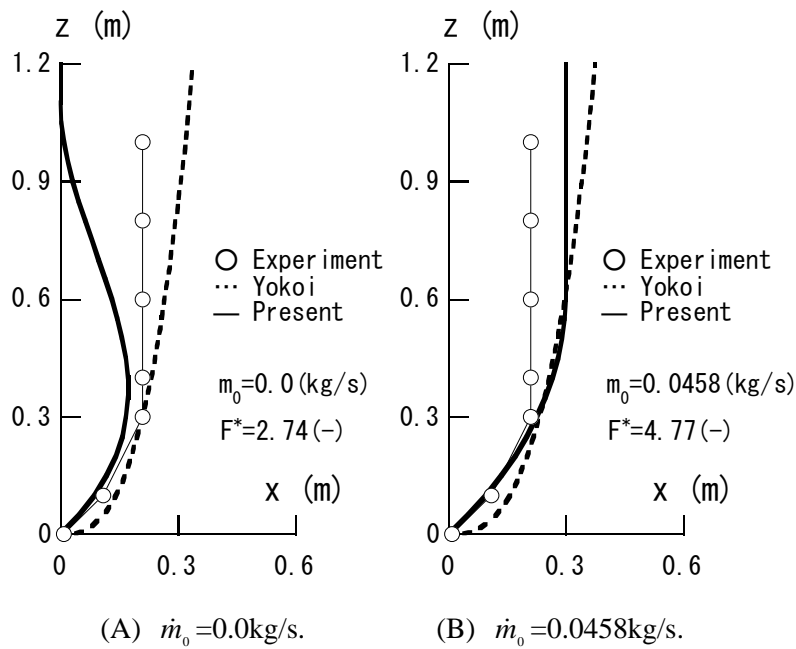 z (m)
1.2
0.9
0.6
0.3
0
0
0.3
0.6
x (m)
Experiment
Yokoi
Present
m0=0.0(kg/s)
F*=2.74(-)
(A) ṁ0=0.0kg/s.
z (m)
1.2
0.9
0.6
0.3
0
0
0.3
0.6
x (m)
Experiment
Yokoi
Present
m0=0.0458(kg/s)
F*=4.77(-)
(B) ṁ0=0.0458kg/s.